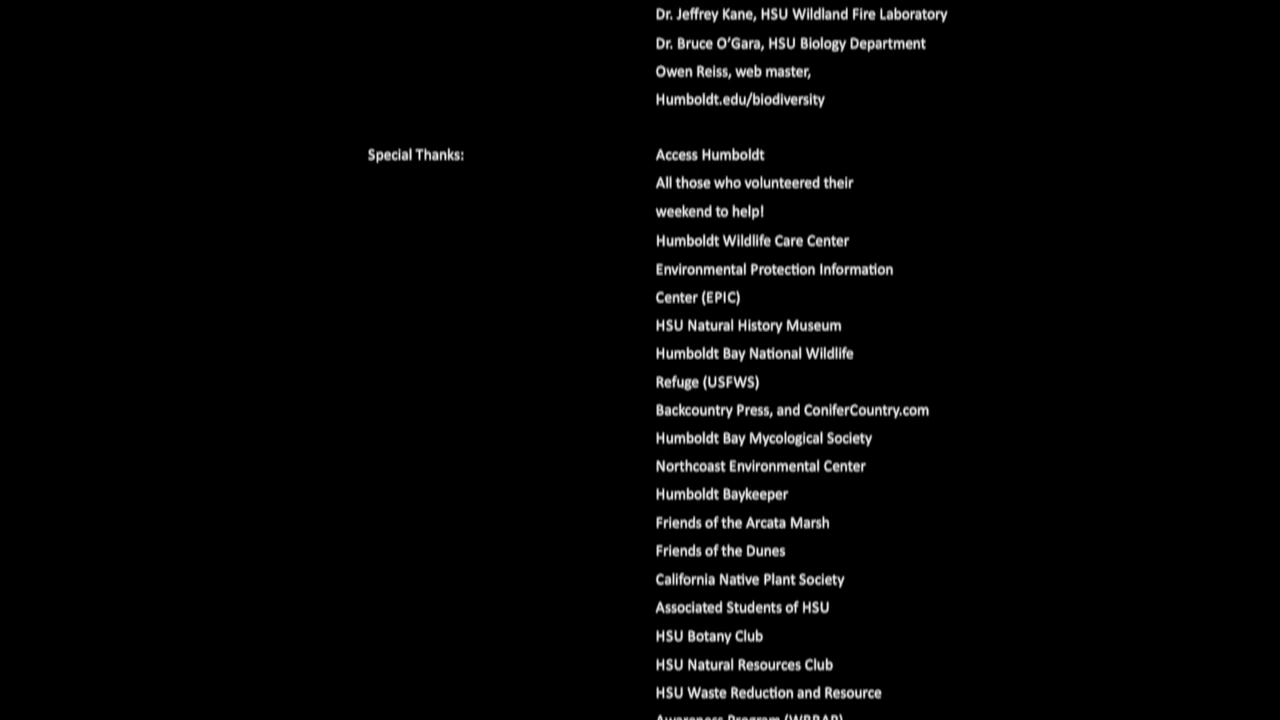 Dr. Jeffrey Kane, HSU Wildland Fire Laboratory
Dr. Bruce O'Gara, HSU Biology Department
Owen Reiss, web master,
Humboldt.edu/biodiversity
Special Thanks: Access Humboldt
All those who volunteered their
weekend to help!
Humboldt Wildlife Care Center
Environmental Protection Information
Center (EPIC)
HSU Natural History Museum
Humboldt Bay National Wildlife
Refuge (USFWS)
Backcountry Press, and ConiferCountry.com
Humboldt Bay Mycological Society
Northcoast Environmental Center
Humboldt Baykeeper
Friends of the Arcata Marsh
Friends of the Dunes
California Native Plant Society
Associated Students of HSU
HSU Botany Club
HSU Natural Resources Club
HSU Waste Reduction and Resource
Awareness Program (WRRAP)